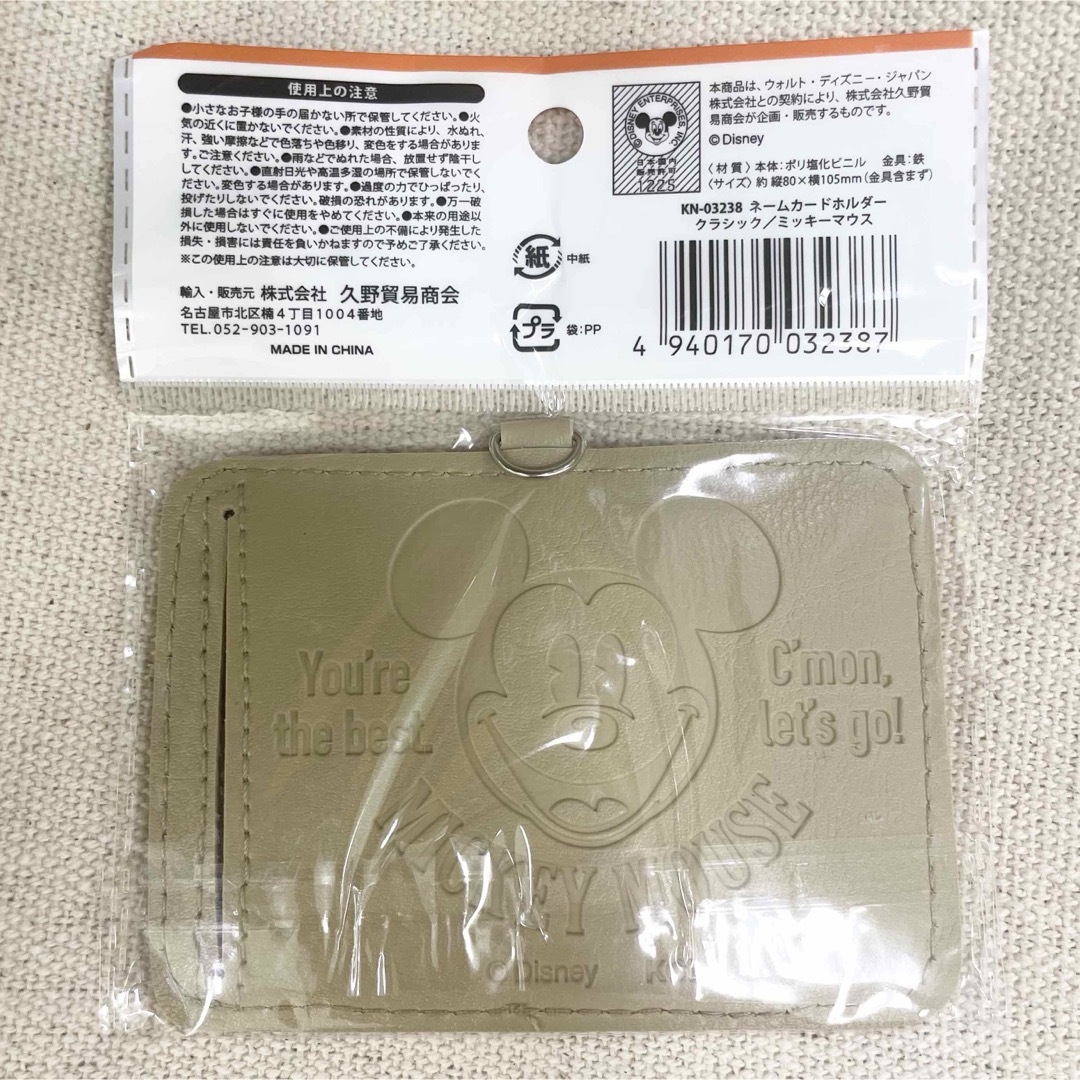 使用上の注意
●小さなお子様の手の届かない所で保管してください。●火
気の近くに置かないでください。●素材の性質により、水ぬれ、
汗、強い摩擦などで色落ちや色移り、変色をする場合がありま
す。ご注意ください。●雨などでぬれた場合、放置せず陰干し
してください。●直射日光や高温多湿の場所で保管しないでく
ださい。変色する場合があります。●過度の力でひっぱったり、
投げたりしないでください。破損の恐れがあります。●万一破
損した場合はすぐに使用をやめてください。●本来の用途以
外に使用しないでください。●ご使用上の不備により発生した
損失・損害には責任を負いかねますので予めご了承ください。
※この使用上の注意は大切に保管してください。
輸入・販売元 株式会社 久野貿易商会
名古屋市北区楠4丁目1004番地
TEL.052-903-1091
MADE IN CHINA
紙 中紙
プラ 袋:PP
©DISNEY ENTERPRISES, INC.
日本国内
販売許可
1225
本商品は、ウォルト・ディズニー・ジャパン
株式会社との契約により、株式会社久野貿
易商会が企画・販売するものです。
©Disney
〈材質〉本体:ポリ塩化ビニル 金具:鉄
〈サイズ〉約 縦80×横105mm(金具含まず)
KN-03238 ネームカードホルダー
クラシック/ミッキーマウス
4 940170 032387
You're
the best.
C'mon,
let's go!
MICKEY MOUSE
©Disney